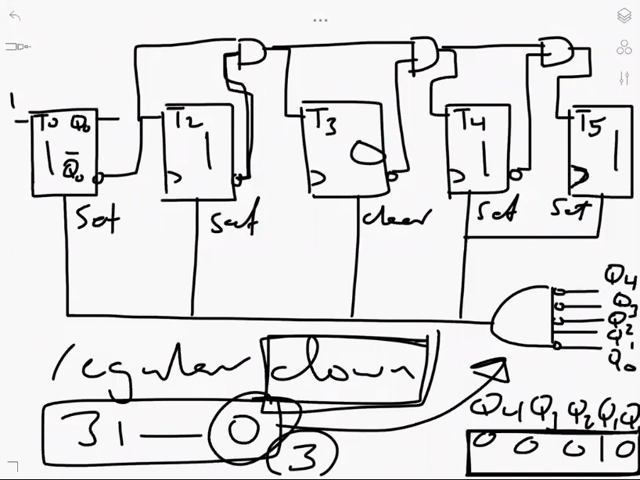 1
T0 Q0 T2 T3 T4 T5
1 Q̄0 1 0 1 1
Set Set clear Set Set
Q4
Q3
Q2
Q1
Q0
regular down
31 — 0
(3)
Q4 Q3 Q2 Q1 Q
0 0 0 1 0